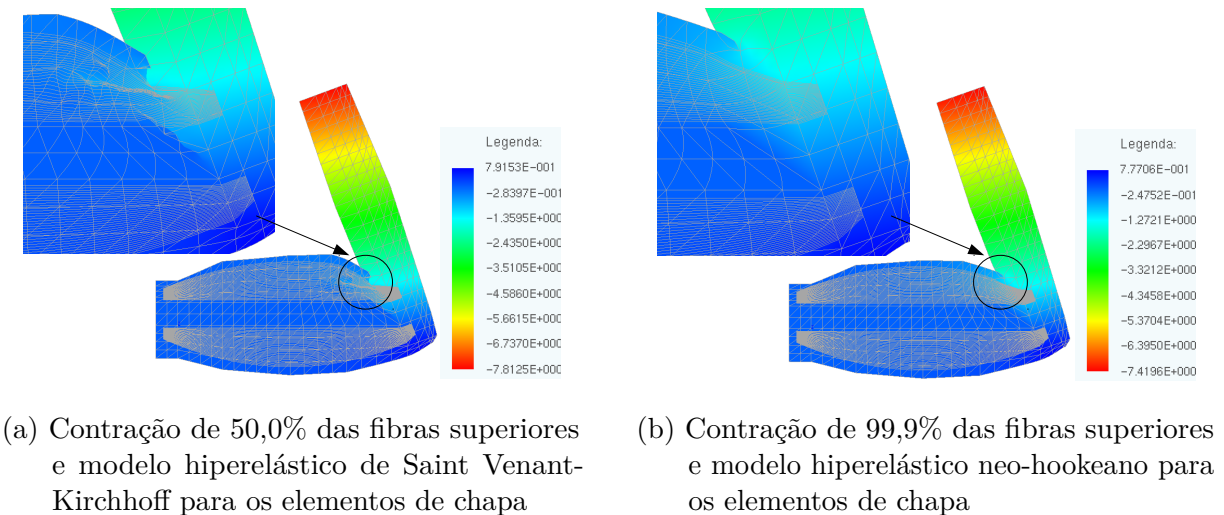 Legenda:
7.9153E-001
-2.8397E-001
-1.3595E+000
-2.4350E+000
-3.5105E+000
-4.5860E+000
-5.6615E+000
-6.7370E+000
-7.8125E+000
Legenda:
7.7706E-001
-2.4752E-001
-1.2721E+000
-2.2967E+000
-3.3212E+000
-4.3458E+000
-5.3704E+000
-6.3950E+000
-7.4196E+000
(a) Contração de 50,0% das fibras superiores
e modelo hiperelástico de Saint Venant-
Kirchhoff para os elementos de chapa
(b) Contração de 99,9% das fibras superiores
e modelo hiperelástico neo-hookeano para
os elementos de chapa